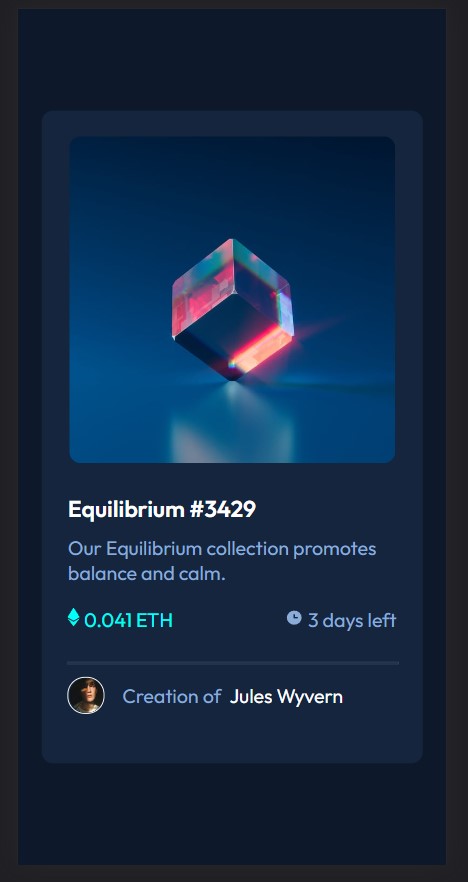 Equilibrium #3429
Our Equilibrium collection promotes
balance and calm.
0.041 ETH
3 days left
Creation of Jules Wyvern